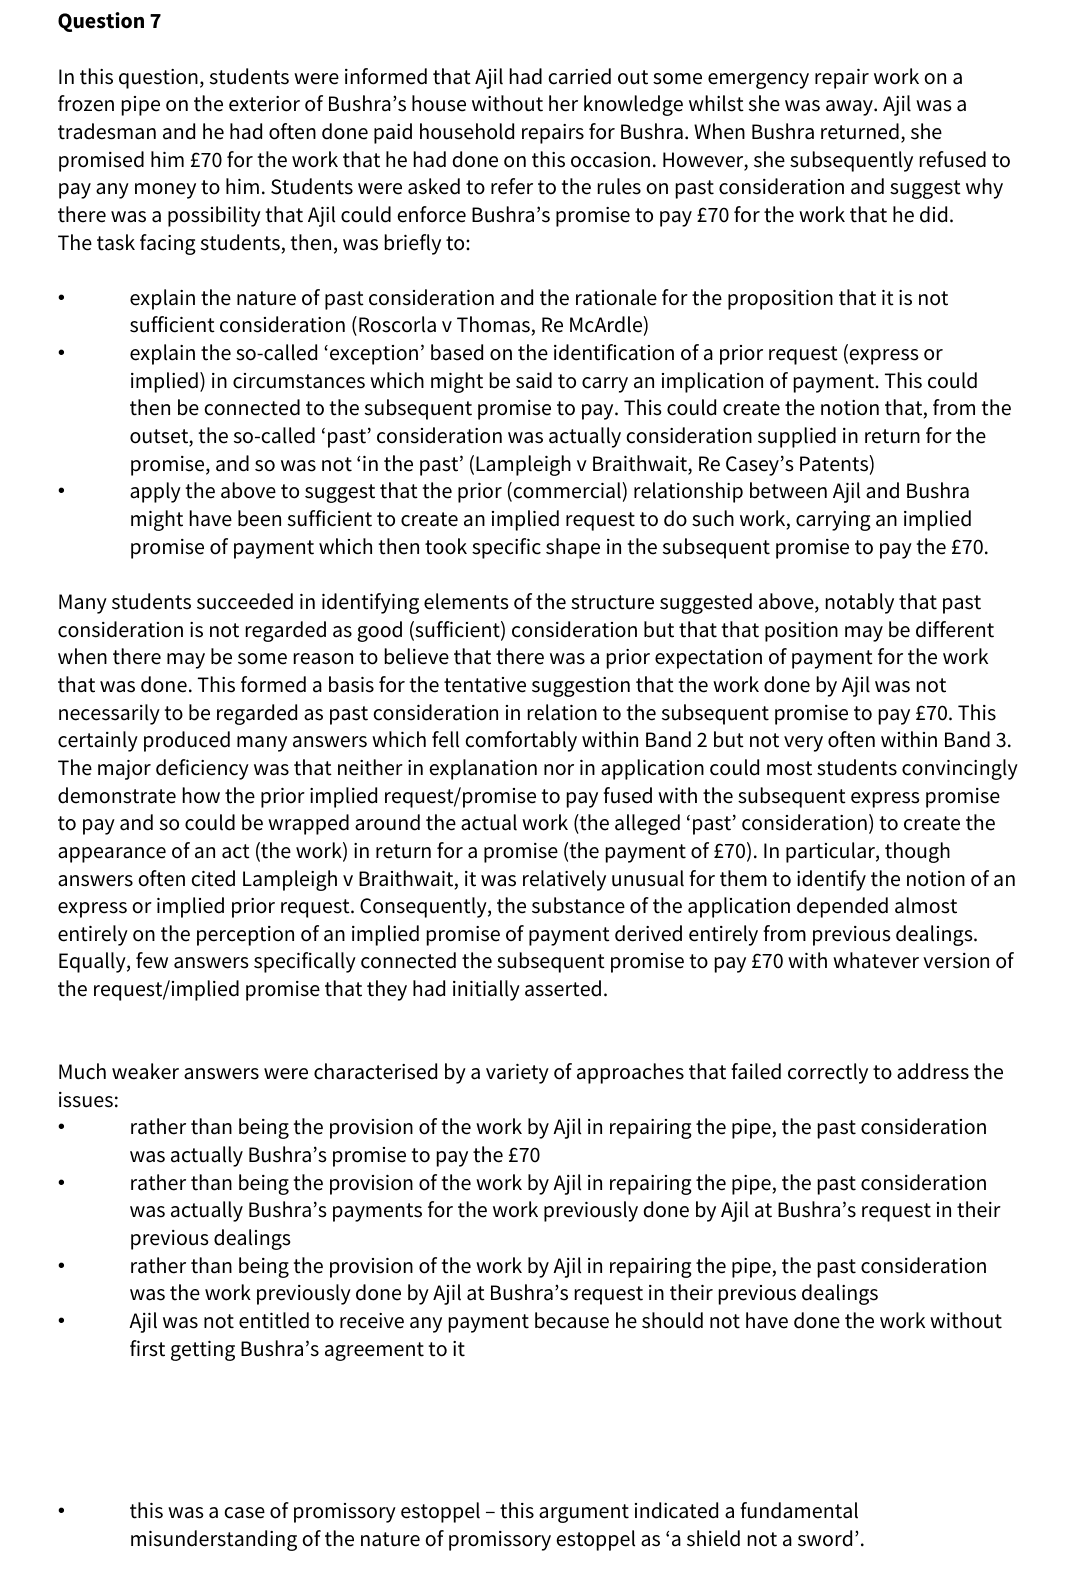 Question 7
In this question, students were informed that Ajil had carried out some emergency repair work on a
frozen pipe on the exterior of Bushra’s house without her knowledge whilst she was away. Ajil was a
tradesman and he had often done paid household repairs for Bushra. When Bushra returned, she
promised him £70 for the work that he had done on this occasion. However, she subsequently refused to
pay any money to him. Students were asked to refer to the rules on past consideration and suggest why
there was a possibility that Ajil could enforce Bushra’s promise to pay £70 for the work that he did.
The task facing students, then, was briefly to:
• explain the nature of past consideration and the rationale for the proposition that it is not
sufficient consideration (Roscorla v Thomas, Re McArdle)
• explain the so-called ‘exception’ based on the identification of a prior request (express or
implied) in circumstances which might be said to carry an implication of payment. This could
then be connected to the subsequent promise to pay. This could create the notion that, from the
outset, the so-called ‘past’ consideration was actually consideration supplied in return for the
promise, and so was not ‘in the past’ (Lampleigh v Braithwait, Re Casey’s Patents)
• apply the above to suggest that the prior (commercial) relationship between Ajil and Bushra
might have been sufficient to create an implied request to do such work, carrying an implied
promise of payment which then took specific shape in the subsequent promise to pay the £70.
Many students succeeded in identifying elements of the structure suggested above, notably that past
consideration is not regarded as good (sufficient) consideration but that that position may be different
when there may be some reason to believe that there was a prior expectation of payment for the work
that was done. This formed a basis for the tentative suggestion that the work done by Ajil was not
necessarily to be regarded as past consideration in relation to the subsequent promise to pay £70. This
certainly produced many answers which fell comfortably within Band 2 but not very often within Band 3.
The major deficiency was that neither in explanation nor in application could most students convincingly
demonstrate how the prior implied request/promise to pay fused with the subsequent express promise
to pay and so could be wrapped around the actual work (the alleged ‘past’ consideration) to create the
appearance of an act (the work) in return for a promise (the payment of £70). In particular, though
answers often cited Lampleigh v Braithwait, it was relatively unusual for them to identify the notion of an
express or implied prior request. Consequently, the substance of the application depended almost
entirely on the perception of an implied promise of payment derived entirely from previous dealings.
Equally, few answers specifically connected the subsequent promise to pay £70 with whatever version of
the request/implied promise that they had initially asserted.
Much weaker answers were characterised by a variety of approaches that failed correctly to address the
issues:
• rather than being the provision of the work by Ajil in repairing the pipe, the past consideration
was actually Bushra’s promise to pay the £70
• rather than being the provision of the work by Ajil in repairing the pipe, the past consideration
was actually Bushra’s payments for the work previously done by Ajil at Bushra’s request in their
previous dealings
• rather than being the provision of the work by Ajil in repairing the pipe, the past consideration
was the work previously done by Ajil at Bushra’s request in their previous dealings
• Ajil was not entitled to receive any payment because he should not have done the work without
first getting Bushra’s agreement to it
• this was a case of promissory estoppel – this argument indicated a fundamental
misunderstanding of the nature of promissory estoppel as ‘a shield not a sword’.